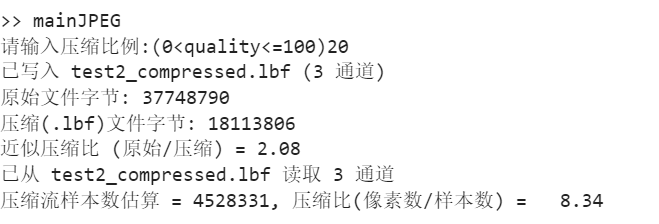 >> mainJPEG
请输入压缩比例:(0<quality<=100)20
已写入 test2_compressed.lbf (3 通道)
原始文件字节: 37748790
压缩(.lbf)文件字节: 18113806
近似压缩比 (原始/压缩) = 2.08
已从 test2_compressed.lbf 读取 3 通道
压缩流样本数估算 = 4528331, 压缩比(像素数/样本数) =   8.34